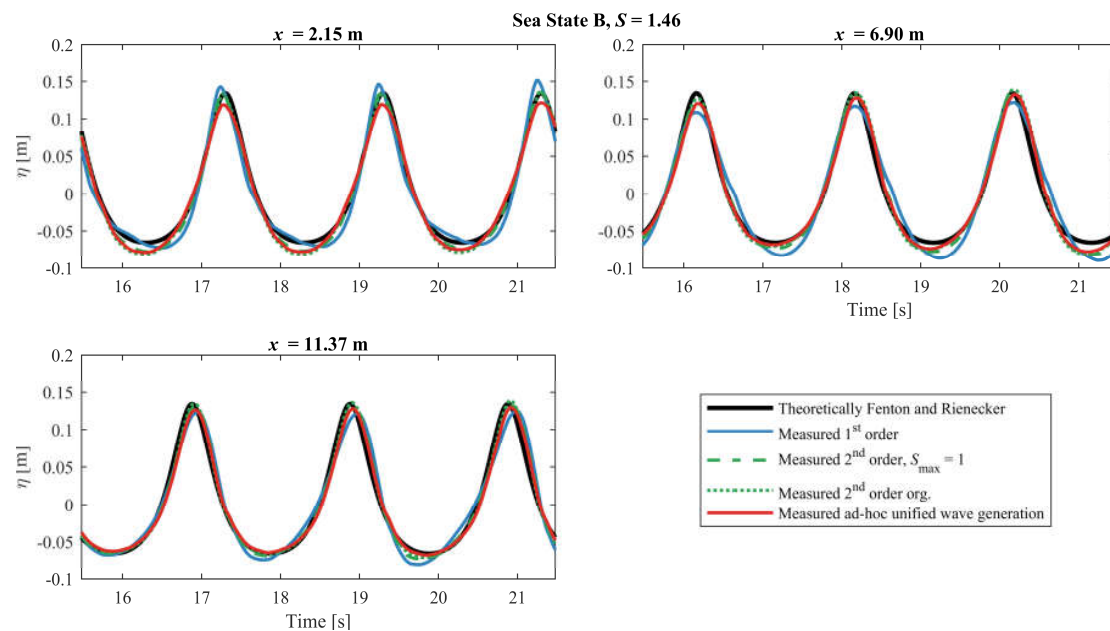 Sea State B, S = 1.46
x = 2.15 m
0.2
0.15
0.1
0.05
0
-0.05
-0.1
η [m]
16 17 18 19 20 21
x = 6.90 m
0.2
0.15
0.1
0.05
0
-0.05
-0.1
η [m]
16 17 18 19 20 21
Time [s]
x = 11.37 m
0.2
0.15
0.1
0.05
0
-0.05
-0.1
η [m]
16 17 18 19 20 21
Time [s]
Theoretically Fenton and Rienecker
Measured 1st order
Measured 2nd order, Smax = 1
Measured 2nd order org.
Measured ad-hoc unified wave generation